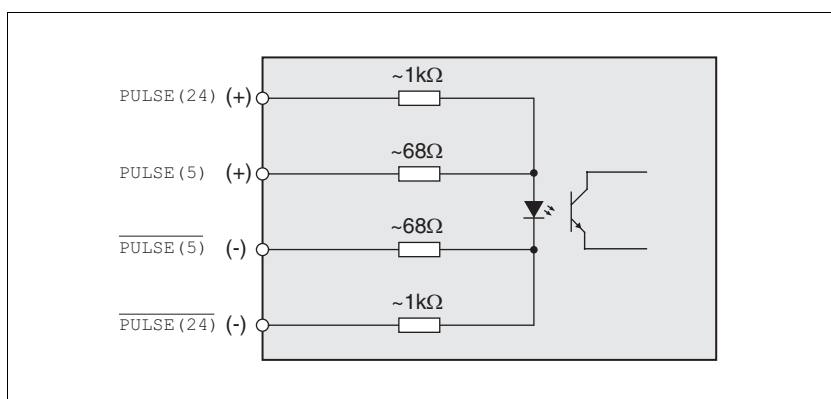 ~1kΩ
PULSE(24) (+)
~68Ω
PULSE(5) (+)
~68Ω
PULSE(5) (-)
~1kΩ
PULSE(24) (-)